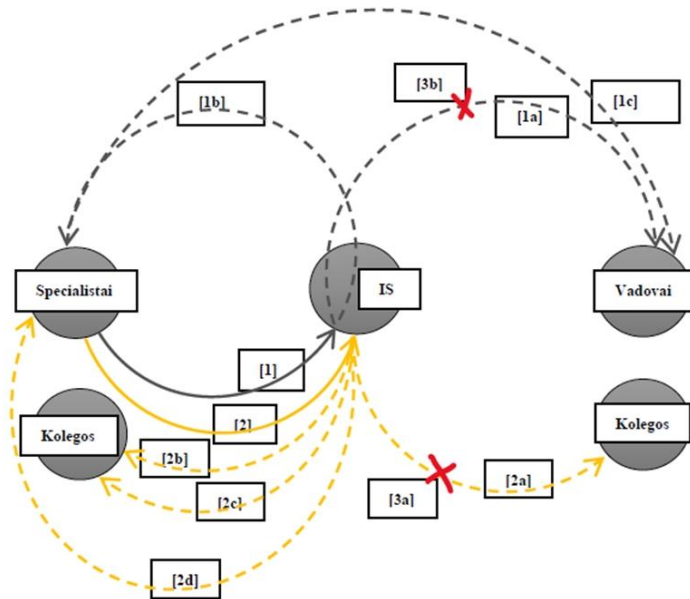 [3b]
[1b]
[1a]
[1c]
Specialistai
IS
Vadovai
[1]
[2]
Kolegos
Kolegos
[2b]
[2c]
[3a]
[2a]
[2d]